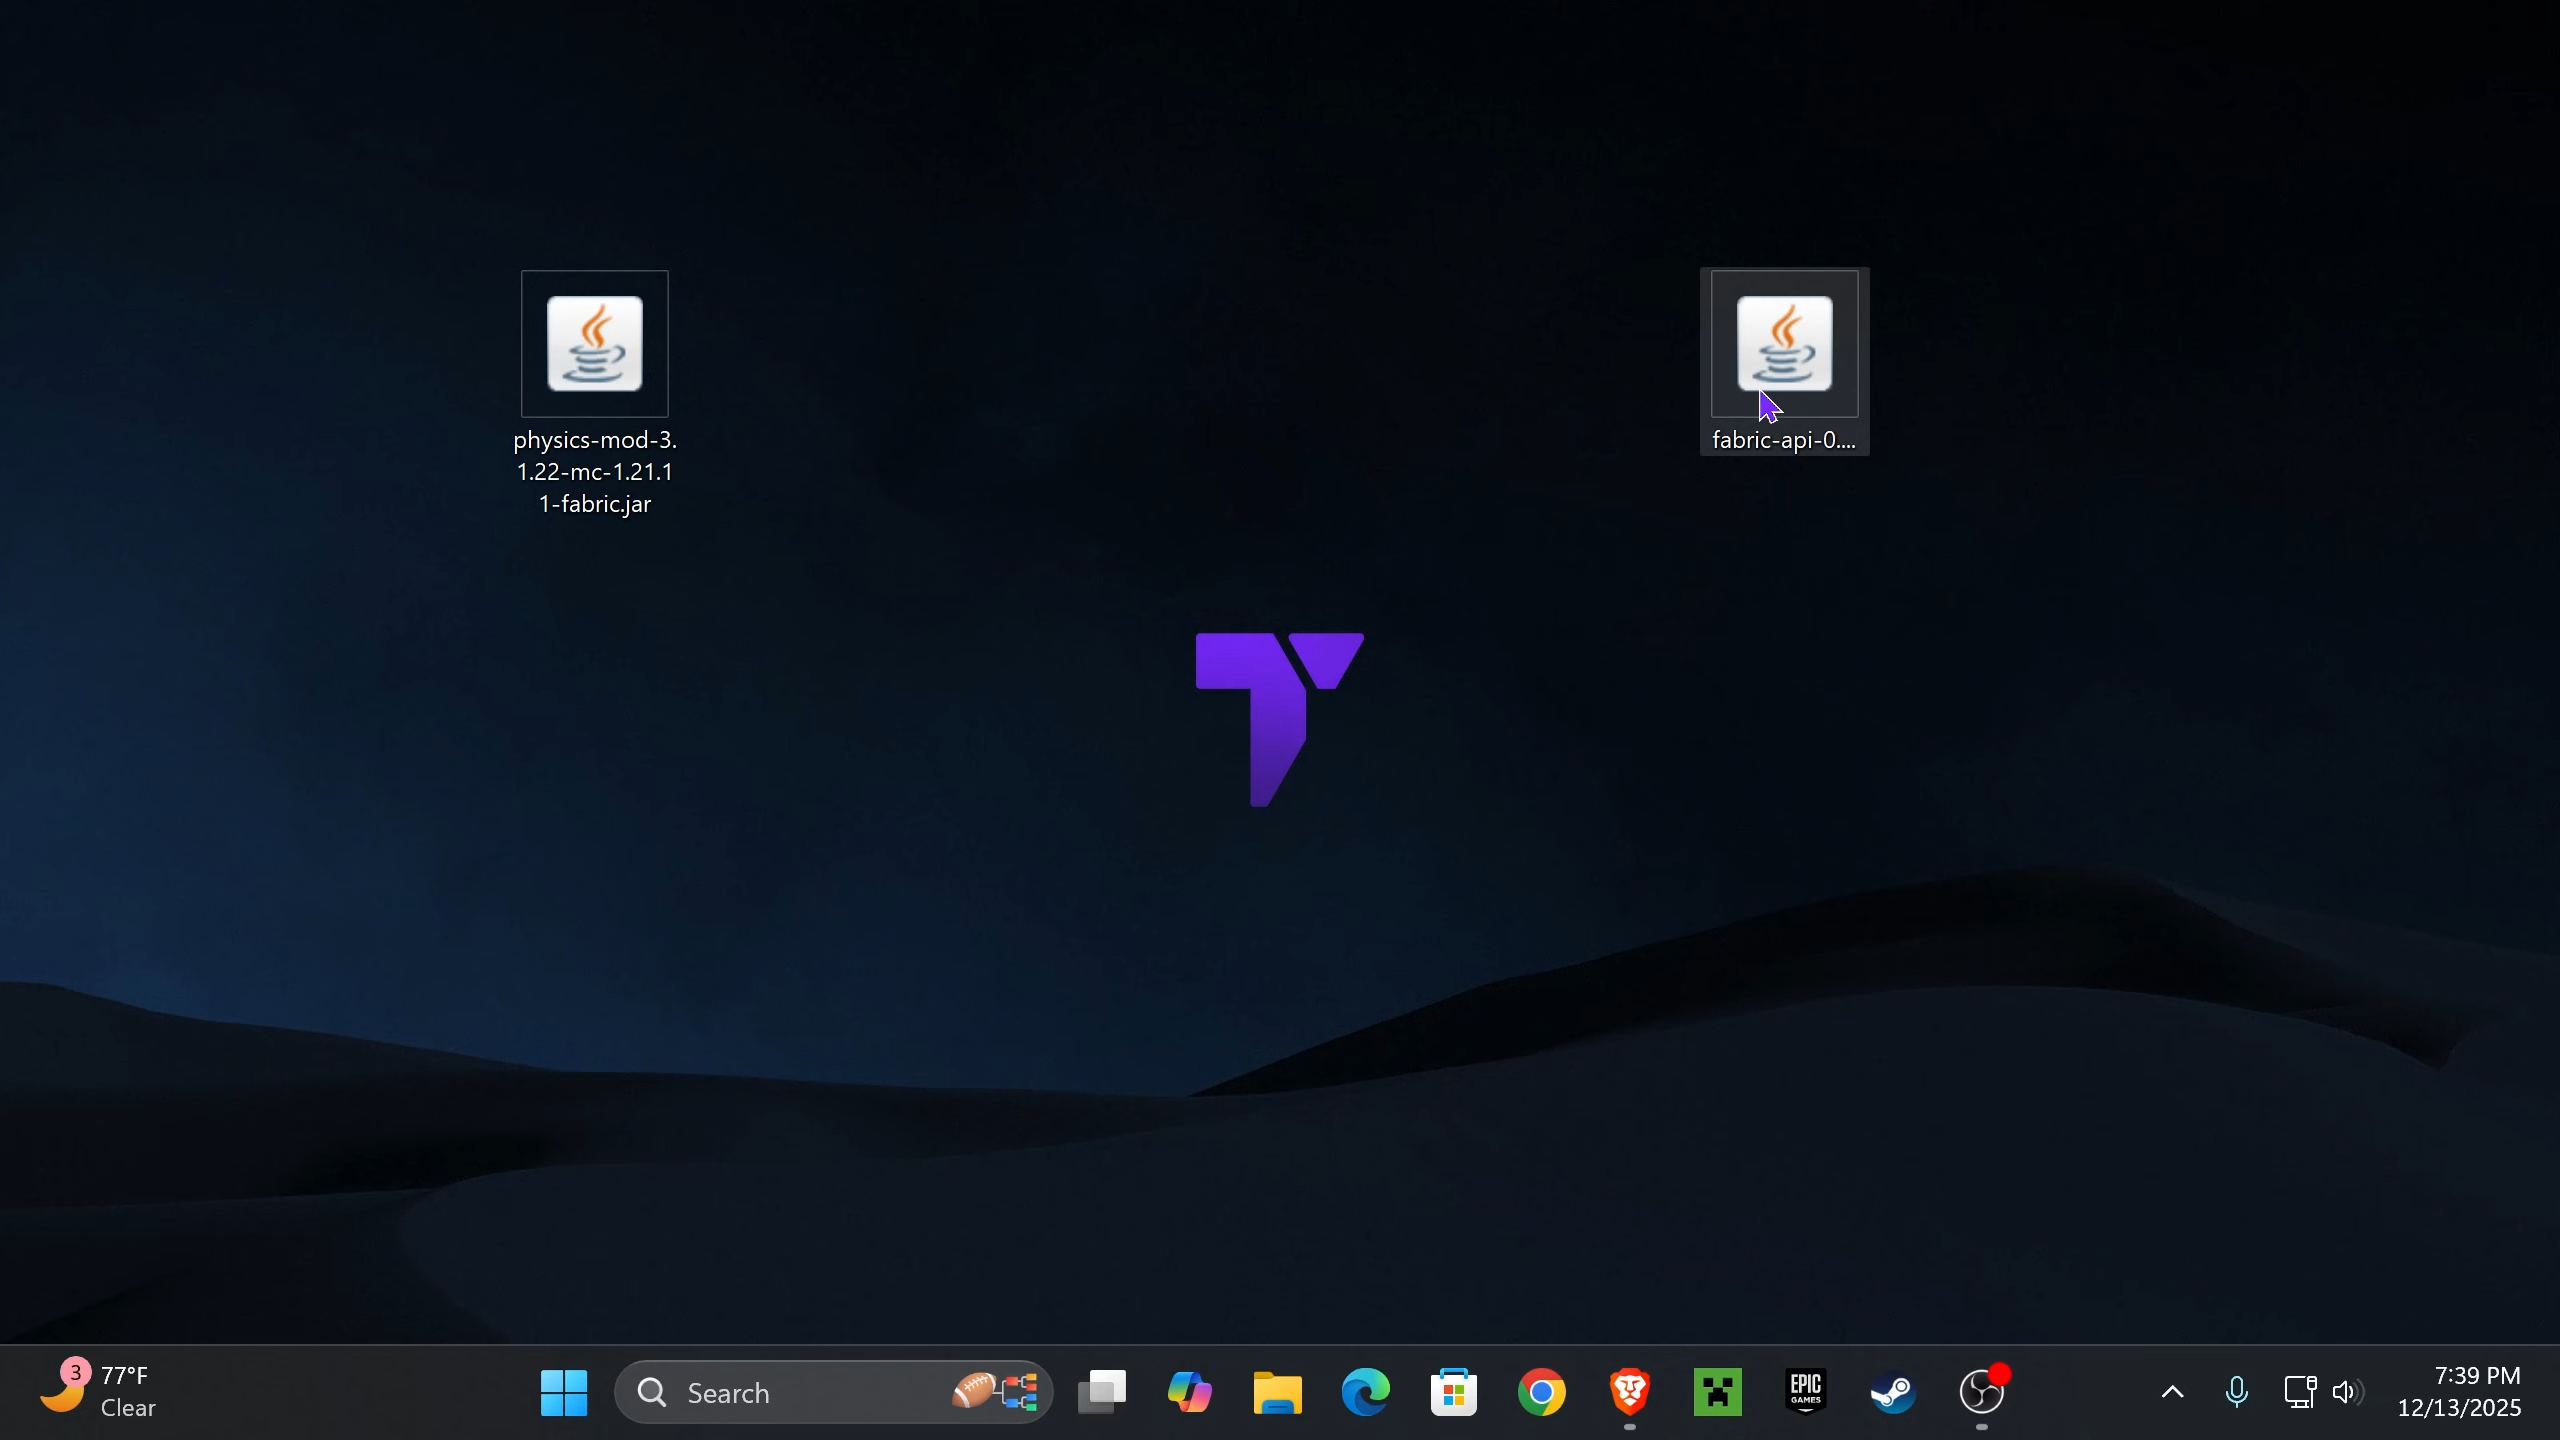 physics-mod-3.
1.22-mc-1.21.1
1-fabric.jar
fabric-api-0....
3
77°F
Clear
Search
EPIC
GAMES
7:39 PM
12/13/2025